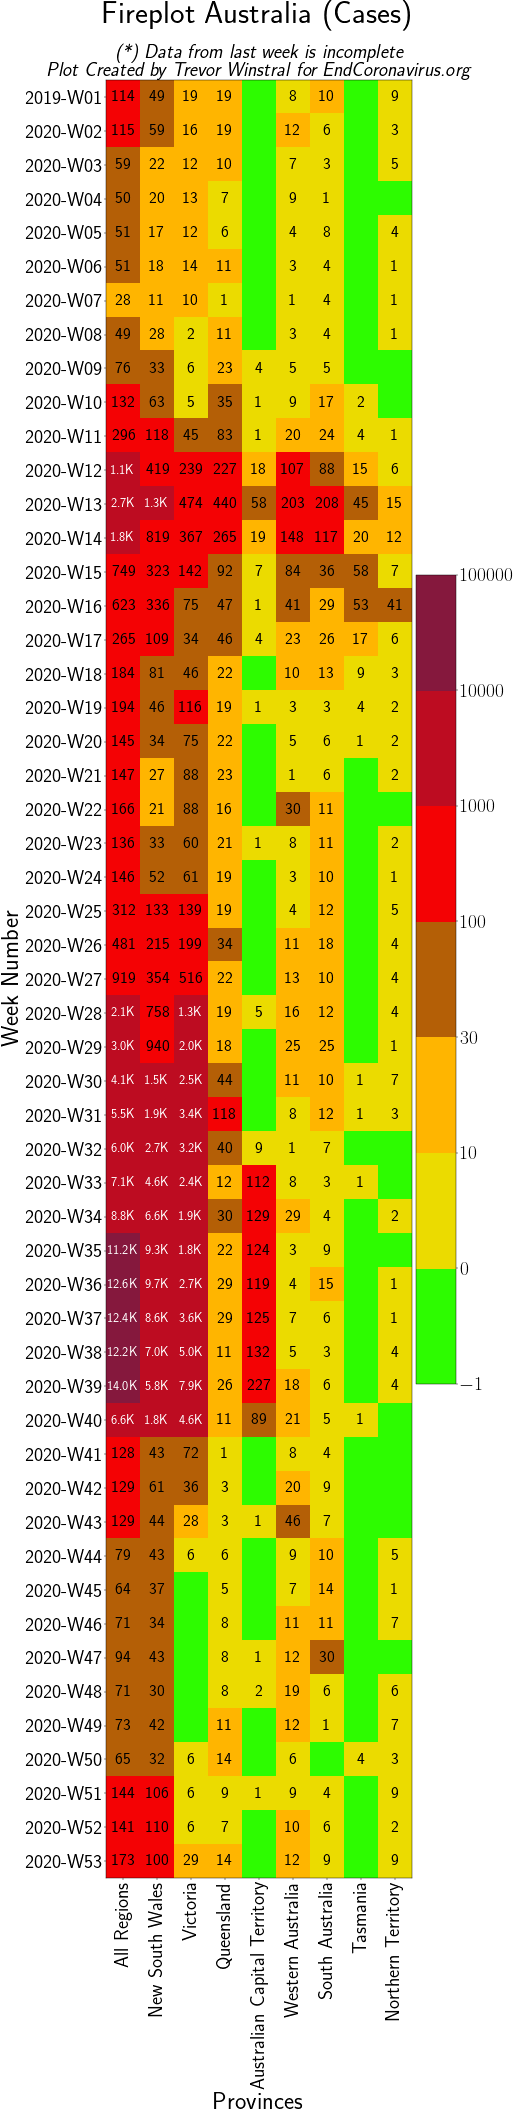 Fireplot Australia (Cases)
(*) Data from last week is incomplete
Plot Created by Trevor Winstral for EndCoronavirus.org
2019-W01 114 49 19 19 8 10 9
2020-W02 115 59 16 19 12 6 3
2020-W03 59 22 12 10 7 3 5
2020-W04 50 20 13 7 9 1
2020-W05 51 17 12 6 4 8 4
2020-W06 51 18 14 11 3 4 1
2020-W07 28 11 10 1 1 4 1
2020-W08 49 28 2 11 3 4 1
2020-W09 76 33 6 23 4 5 5
2020-W10 132 63 5 35 1 9 17 2
2020-W11 296 118 45 83 1 20 24 4 1
2020-W12 1.1K 419 239 227 18 107 88 15 6
2020-W13 2.7K 1.3K 474 440 58 203 208 45 15
2020-W14 1.8K 819 367 265 19 148 117 20 12
2020-W15 749 323 142 92 7 84 36 58 7
100000
2020-W16 623 336 75 47 1 41 29 53 41
2020-W17 265 109 34 46 4 23 26 17 6
2020-W18 184 81 46 22 10 13 9 3
10000
2020-W19 194 46 116 19 1 3 3 4 2
2020-W20 145 34 75 22 5 6 1 2
2020-W21 147 27 88 23 1 6 2
2020-W22 166 21 88 16 30 11
1000
2020-W23 136 33 60 21 1 8 11 2
2020-W24 146 52 61 19 3 10 1
2020-W25 312 133 139 19 4 12 5
100
2020-W26 481 215 199 34 11 18 4
2020-W27 919 354 516 22 13 10 4
Week Number
2020-W28 2.1K 758 1.3K 19 5 16 12 4
2020-W29 3.0K 940 2.0K 18 25 25 1
30
2020-W30 4.1K 1.5K 2.5K 44 11 10 1 7
2020-W31 5.5K 1.9K 3.4K 118 8 12 1 3
2020-W32 6.0K 2.7K 3.2K 40 9 1 7
10
2020-W33 7.1K 4.6K 2.4K 12 112 8 3 1
2020-W34 8.8K 6.6K 1.9K 30 129 29 4 2
2020-W35 11.2K 9.3K 1.8K 22 124 3 9
0
2020-W36 12.6K 9.7K 2.7K 29 119 4 15 1
2020-W37 12.4K 8.6K 3.6K 29 125 7 6 1
2020-W38 12.2K 7.0K 5.0K 11 132 5 3 4
2020-W39 14.0K 5.8K 7.9K 26 227 18 6 4
−1
2020-W40 6.6K 1.8K 4.6K 11 89 21 5 1
2020-W41 128 43 72 1 8 4
2020-W42 129 61 36 3 20 9
2020-W43 129 44 28 3 1 46 7
2020-W44 79 43 6 6 9 10 5
2020-W45 64 37 5 7 14 1
2020-W46 71 34 8 11 11 7
2020-W47 94 43 8 1 12 30
2020-W48 71 30 8 2 19 6 6
2020-W49 73 42 11 12 1 7
2020-W50 65 32 6 14 6 4 3
2020-W51 144 106 6 9 1 9 4 9
2020-W52 141 110 6 7 10 6 2
2020-W53 173 100 29 14 12 9 9
All Regions
New South Wales
Victoria
Queensland
Australian Capital Territory
Western Australia
South Australia
Tasmania
Northern Territory
Provinces